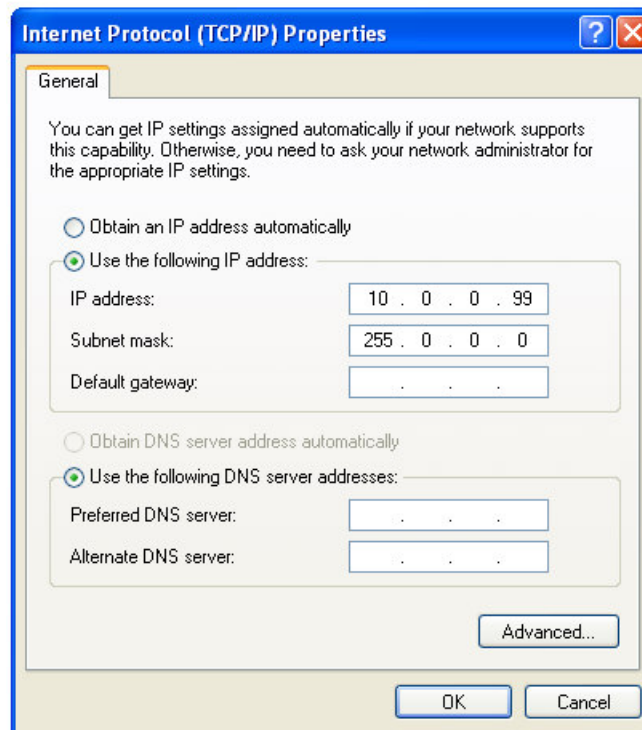 Internet Protocol (TCP/IP) Properties
General
You can get IP settings assigned automatically if your network supports
this capability. Otherwise, you need to ask your network administrator for
the appropriate IP settings.
Obtain an IP address automatically
Use the following IP address:
IP address: 10 . 0 . 0 . 99
Subnet mask: 255 . 0 . 0 . 0
Default gateway: . . .
Obtain DNS server address automatically
Use the following DNS server addresses:
Preferred DNS server: . . .
Alternate DNS server: . . .
Advanced...
OK Cancel